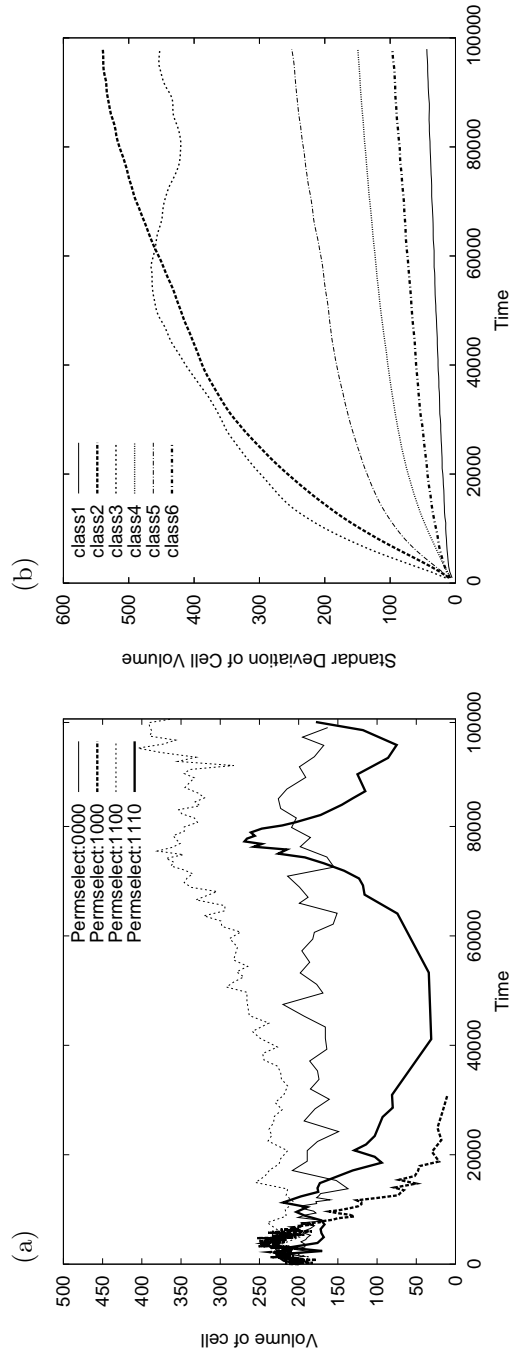 (a)
Volume of cell
500
450
400
350
300
250
200
150
100
50
0
0
20000
40000
60000
80000
100000
Time
Permselect:0000
Permselect:1000
Permselect:1100
Permselect:1110
(b)
Standar Deviation of Cell Volume
600
500
400
300
200
100
0
0
20000
40000
60000
80000
100000
Time
class1
class2
class3
class4
class5
class6